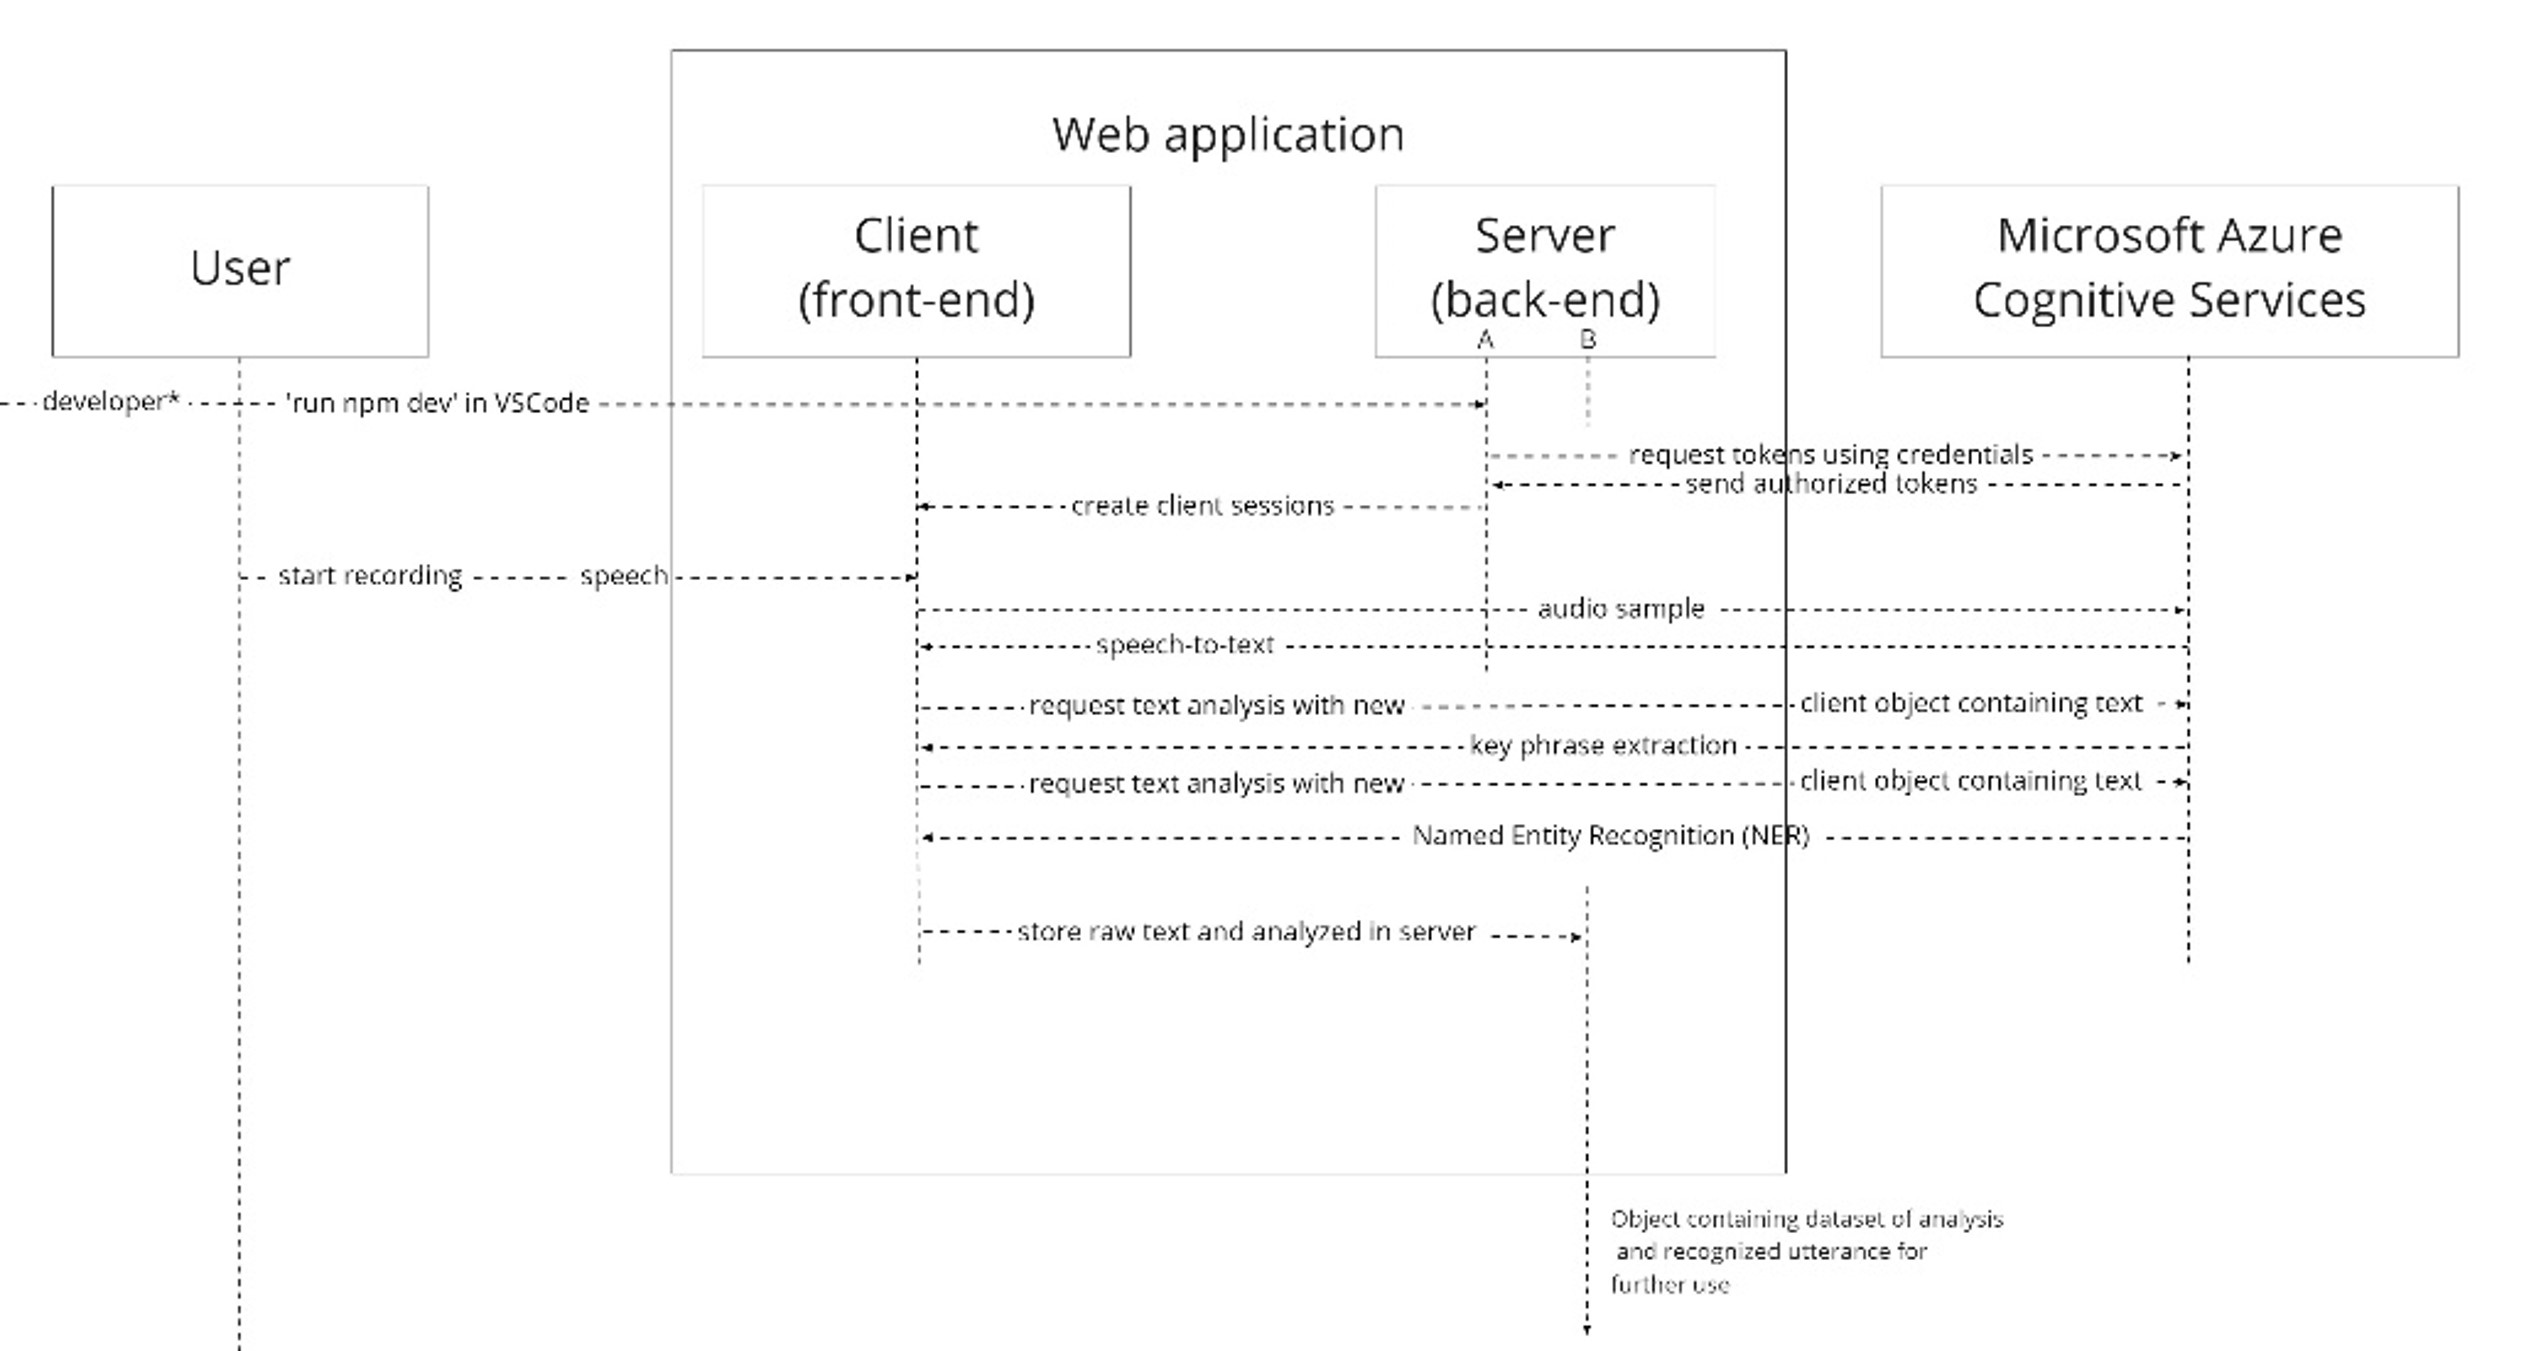 Web application
User
Client
(front-end)
Server
(back-end)
A B
Microsoft Azure
Cognitive Services
developer* 'run npm dev' in VSCode
request tokens using credentials
send authorized tokens
create client sessions
start recording speech
audio sample
speech-to-text
request text analysis with new client object containing text
key phrase extraction
request text analysis with new client object containing text
Named Entity Recognition (NER)
store raw text and analyzed in server
Object containing dataset of analysis
and recognized utterance for
further use